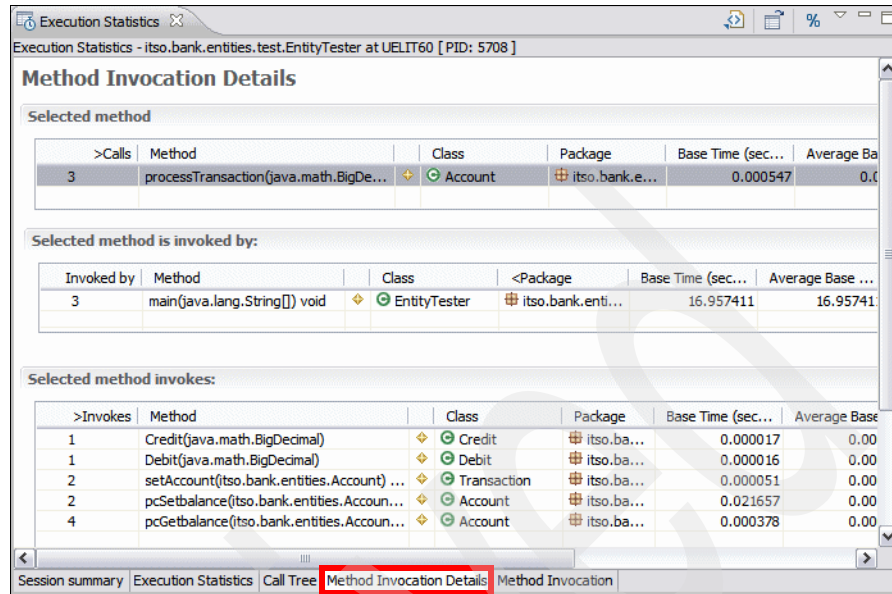 Execution Statistics
Execution Statistics - itso.bank.entities.test.EntityTester at UELIT60 [ PID: 5708 ]
Method Invocation Details
Selected method
>Calls Method Class Package Base Time (sec... Average Ba
3 processTransaction(java.math.BigDe... Account itso.bank.e... 0.000547 0.0
Selected method is invoked by:
Invoked by Method Class <Package Base Time (sec... Average Base ...
3 main(java.lang.String[]) void EntityTester itso.bank.enti... 16.957411 16.95741
Selected method invokes:
>Invokes Method Class Package Base Time (sec... Average Base
1 Credit(java.math.BigDecimal) Credit itso.ba... 0.000017 0.00
1 Debit(java.math.BigDecimal) Debit itso.ba... 0.000016 0.00
2 setAccount(itso.bank.entities.Account) ... Transaction itso.ba... 0.000051 0.00
2 pcSetbalance(itso.bank.entities.Accoun... Account itso.ba... 0.021657 0.00
4 pcGetbalance(itso.bank.entities.Accoun... Account itso.ba... 0.000378 0.00
Session summary Execution Statistics Call Tree Method Invocation Details Method Invocation